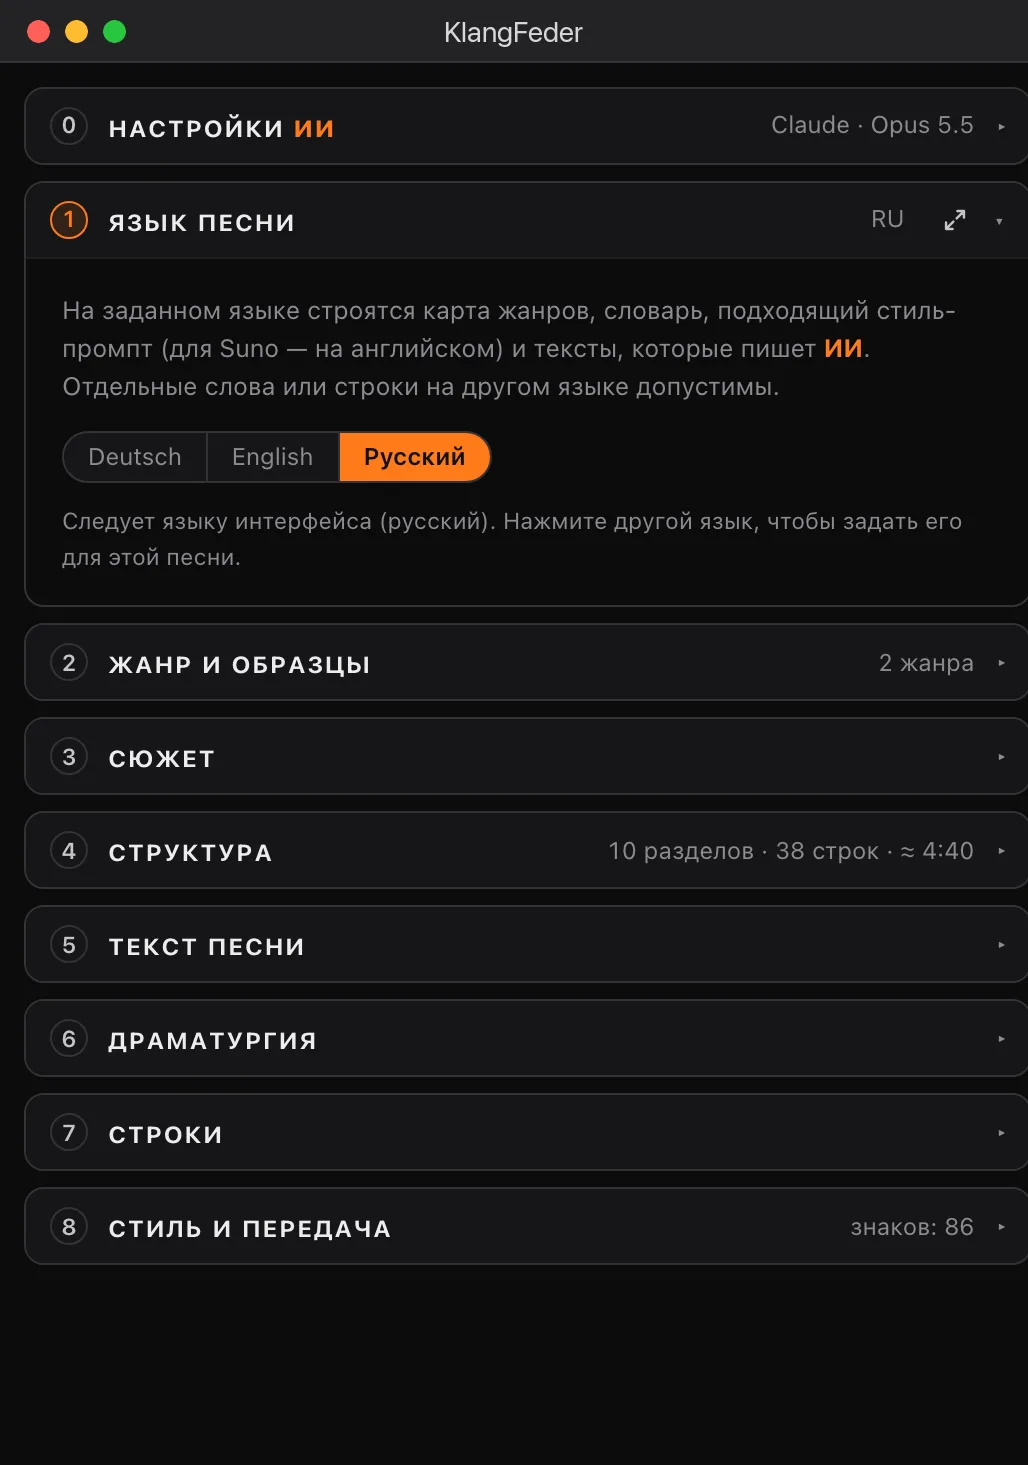 KlangFeder
0 НАСТРОЙКИ ИИ Claude · Opus 5.5 ▸
1 ЯЗЫК ПЕСНИ RU ▾
На заданном языке строятся карта жанров, словарь, подходящий стиль-
промпт (для Suno — на английском) и тексты, которые пишет ИИ.
Отдельные слова или строки на другом языке допустимы.
Deutsch English Русский
Следует языку интерфейса (русский). Нажмите другой язык, чтобы задать его
для этой песни.
2 ЖАНР И ОБРАЗЦЫ 2 жанра ▸
3 СЮЖЕТ ▸
4 СТРУКТУРА 10 разделов · 38 строк · ≈ 4:40 ▸
5 ТЕКСТ ПЕСНИ ▸
6 ДРАМАТУРГИЯ ▸
7 СТРОКИ ▸
8 СТИЛЬ И ПЕРЕДАЧА знаков: 86 ▸